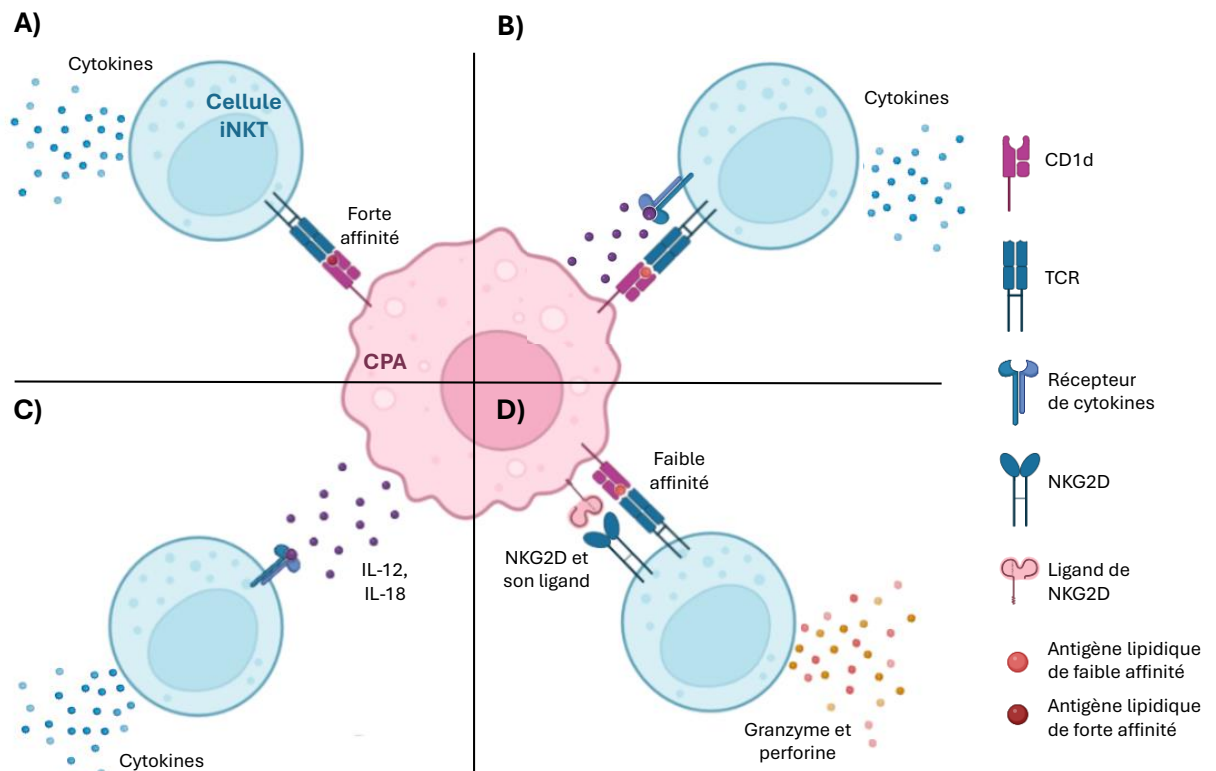 A)
Cytokines
Cellule
iNKT
Forte
affinité
B)
Cytokines
CPA
C)
IL-12,
IL-18
Cytokines
D)
Faible
affinité
NKG2D et
son ligand
Granzyme et
perforine
CD1d
TCR
Récepteur
de cytokines
NKG2D
Ligand de
NKG2D
Antigène lipidique
de faible affinité
Antigène lipidique
de forte affinité